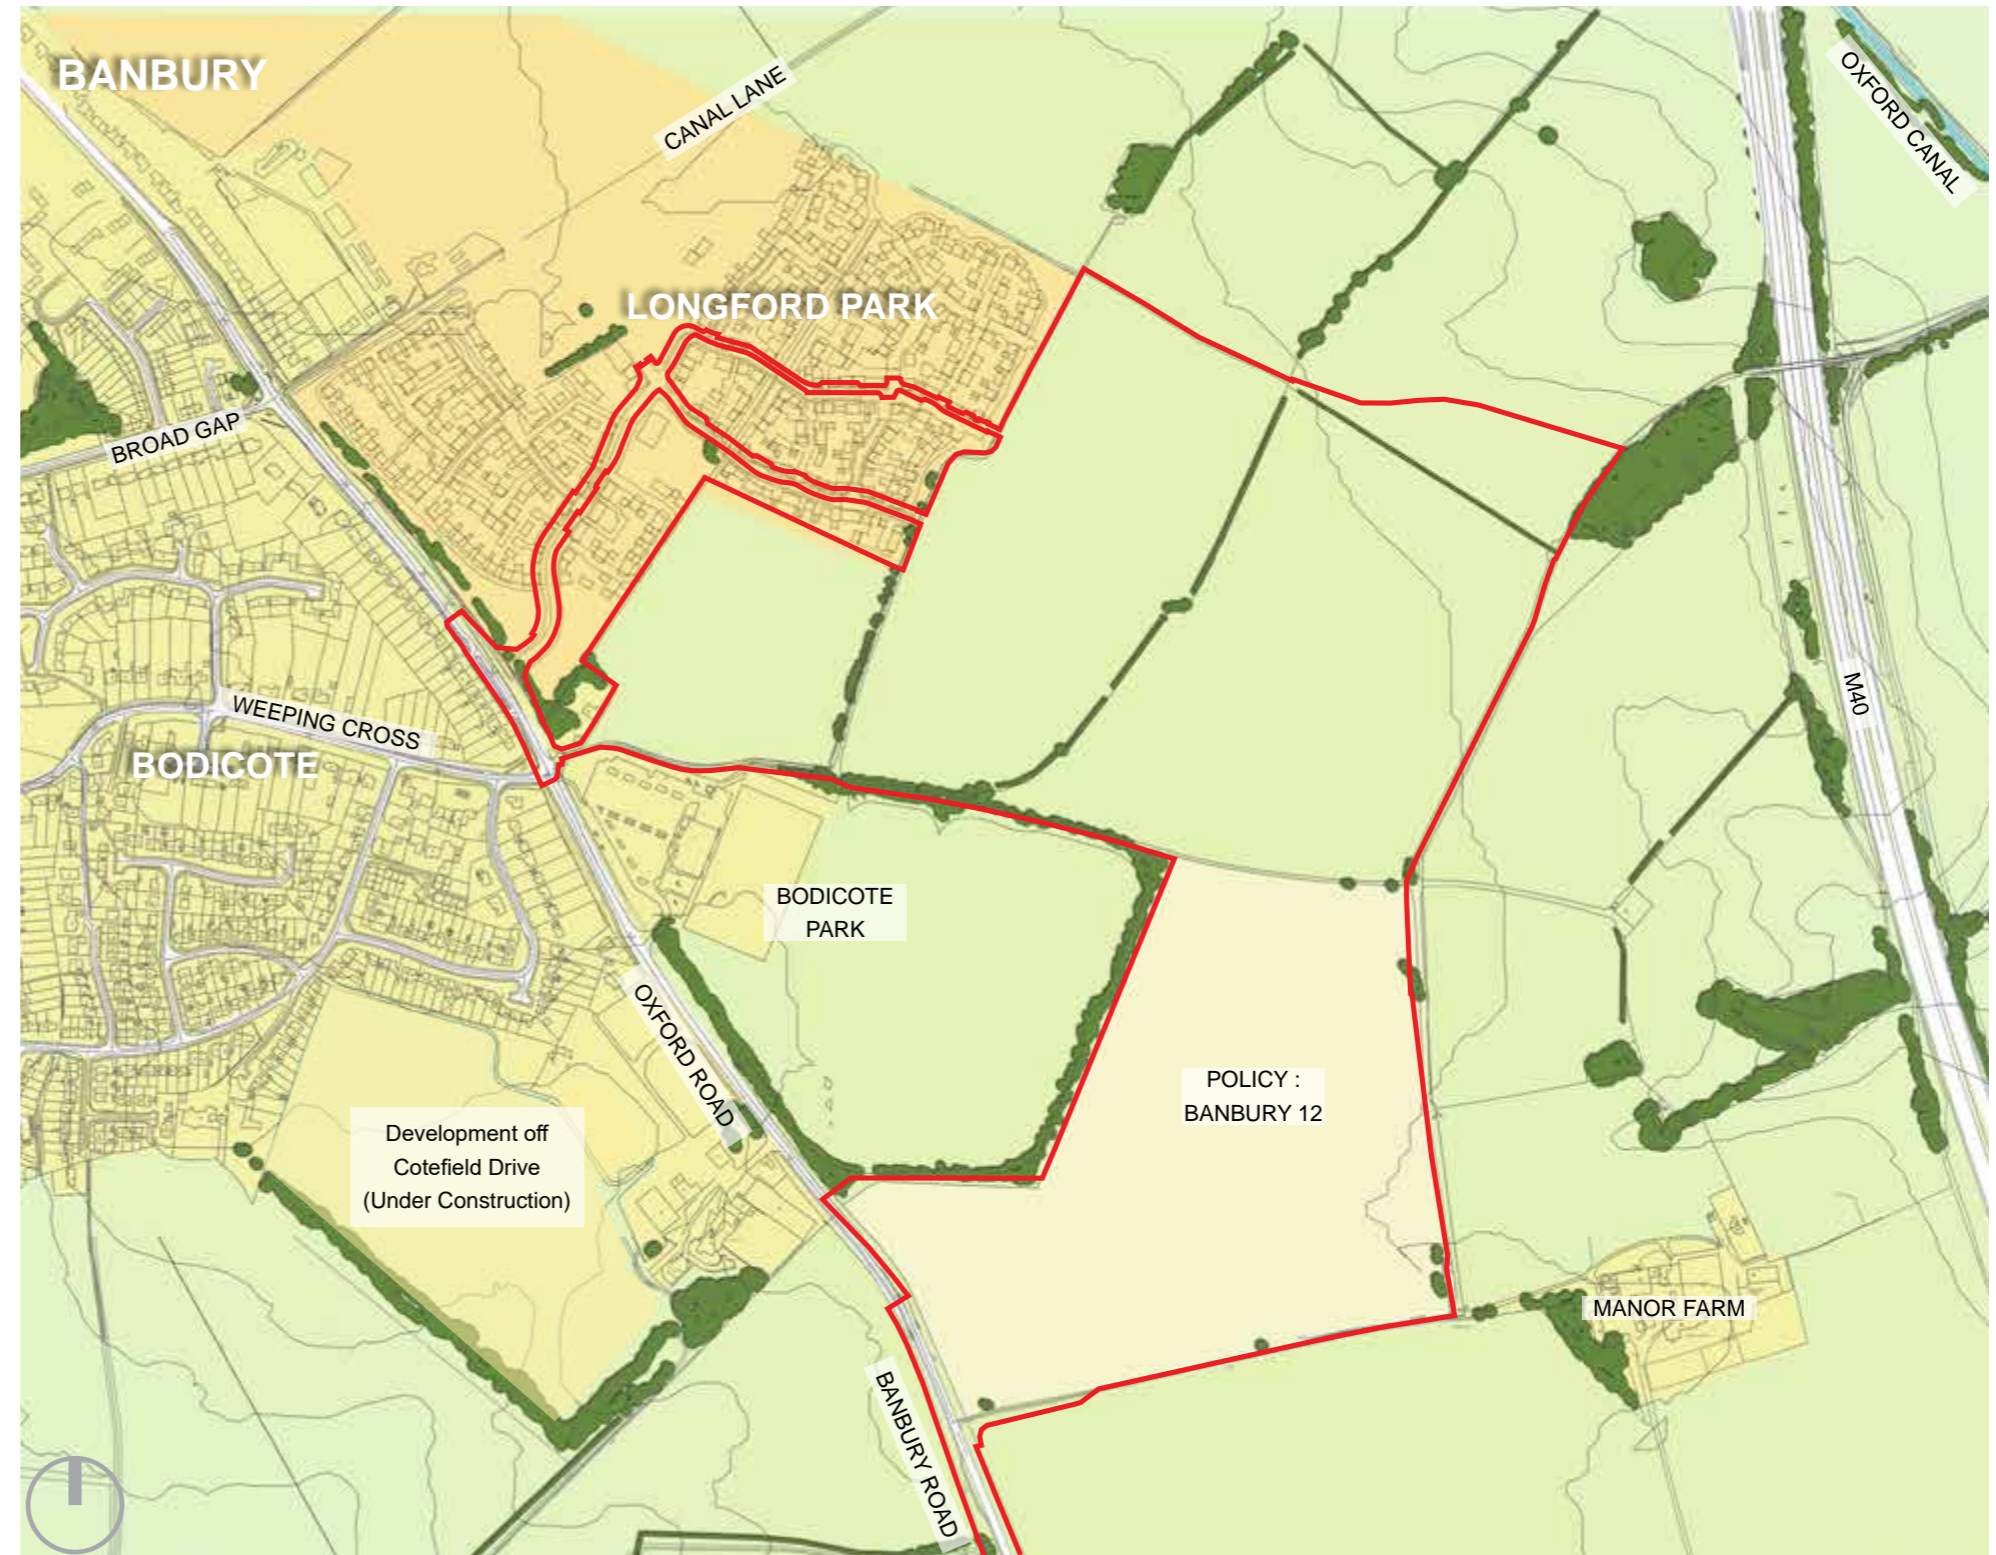 BANBURY
CANAL LANE
OXFORD CANAL
LONGFORD PARK
BROAD GAP
WEEPING CROSS
BODICOTE
M40
BODICOTE
PARK
OXFORD ROAD
POLICY :
BANBURY 12
Development off
Cotefield Drive
(Under Construction)
MANOR FARM
BANBURY ROAD